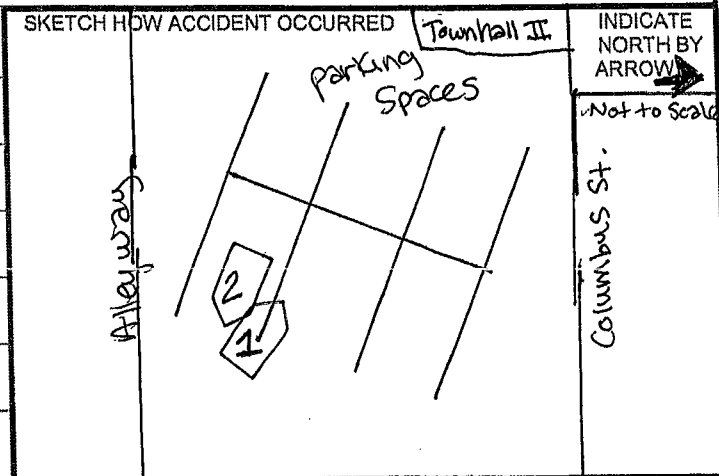 SKETCH HOW ACCIDENT OCCURRED
Townhall II
INDICATE
NORTH BY
ARROW
Not to Scale
parking
Spaces
Alleyway
Columbus St.
2
1